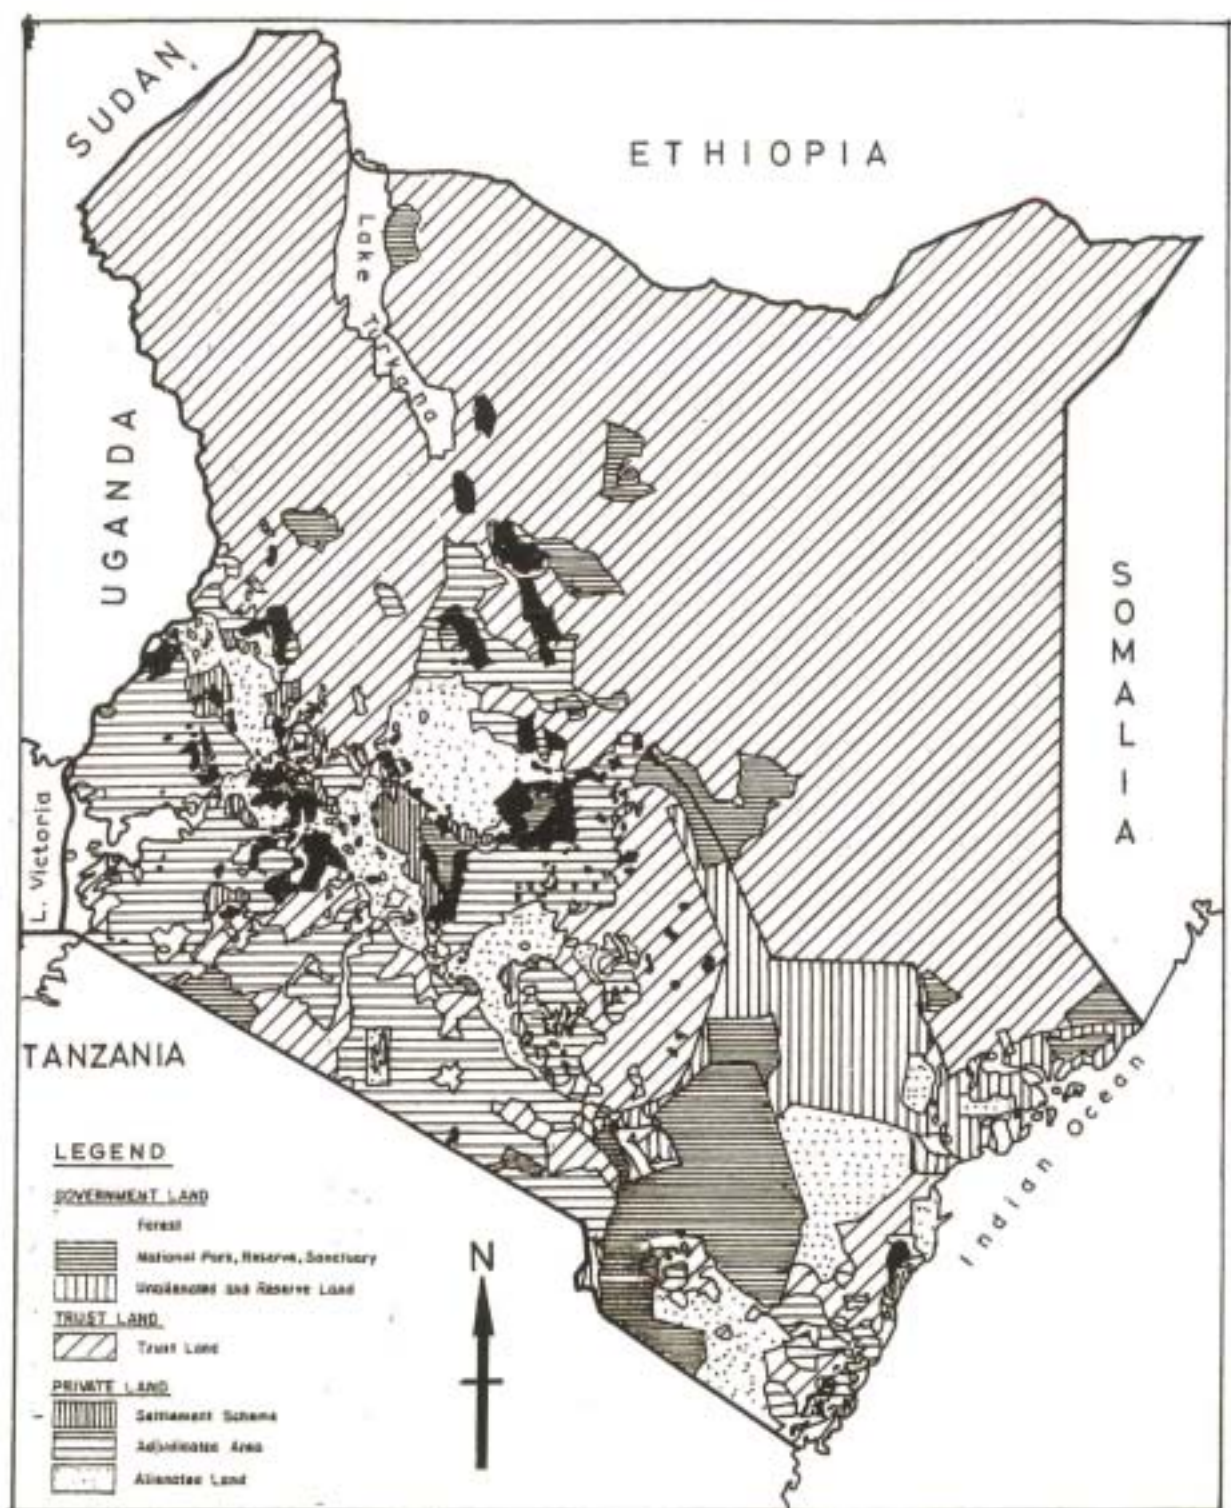 SUDAN
ETHIOPIA
Lake Turkana
UGANDA
SOMALIA
L. Victoria
TANZANIA
Indian Ocean
N
LEGEND
GOVERNMENT LAND
Forest
National Park, Reserve, Sanctuary
Unalienated and Reserve Land
TRUST LAND
Trust Land
PRIVATE LAND
Settlement Scheme
Adjudicated Area
Alienated Land